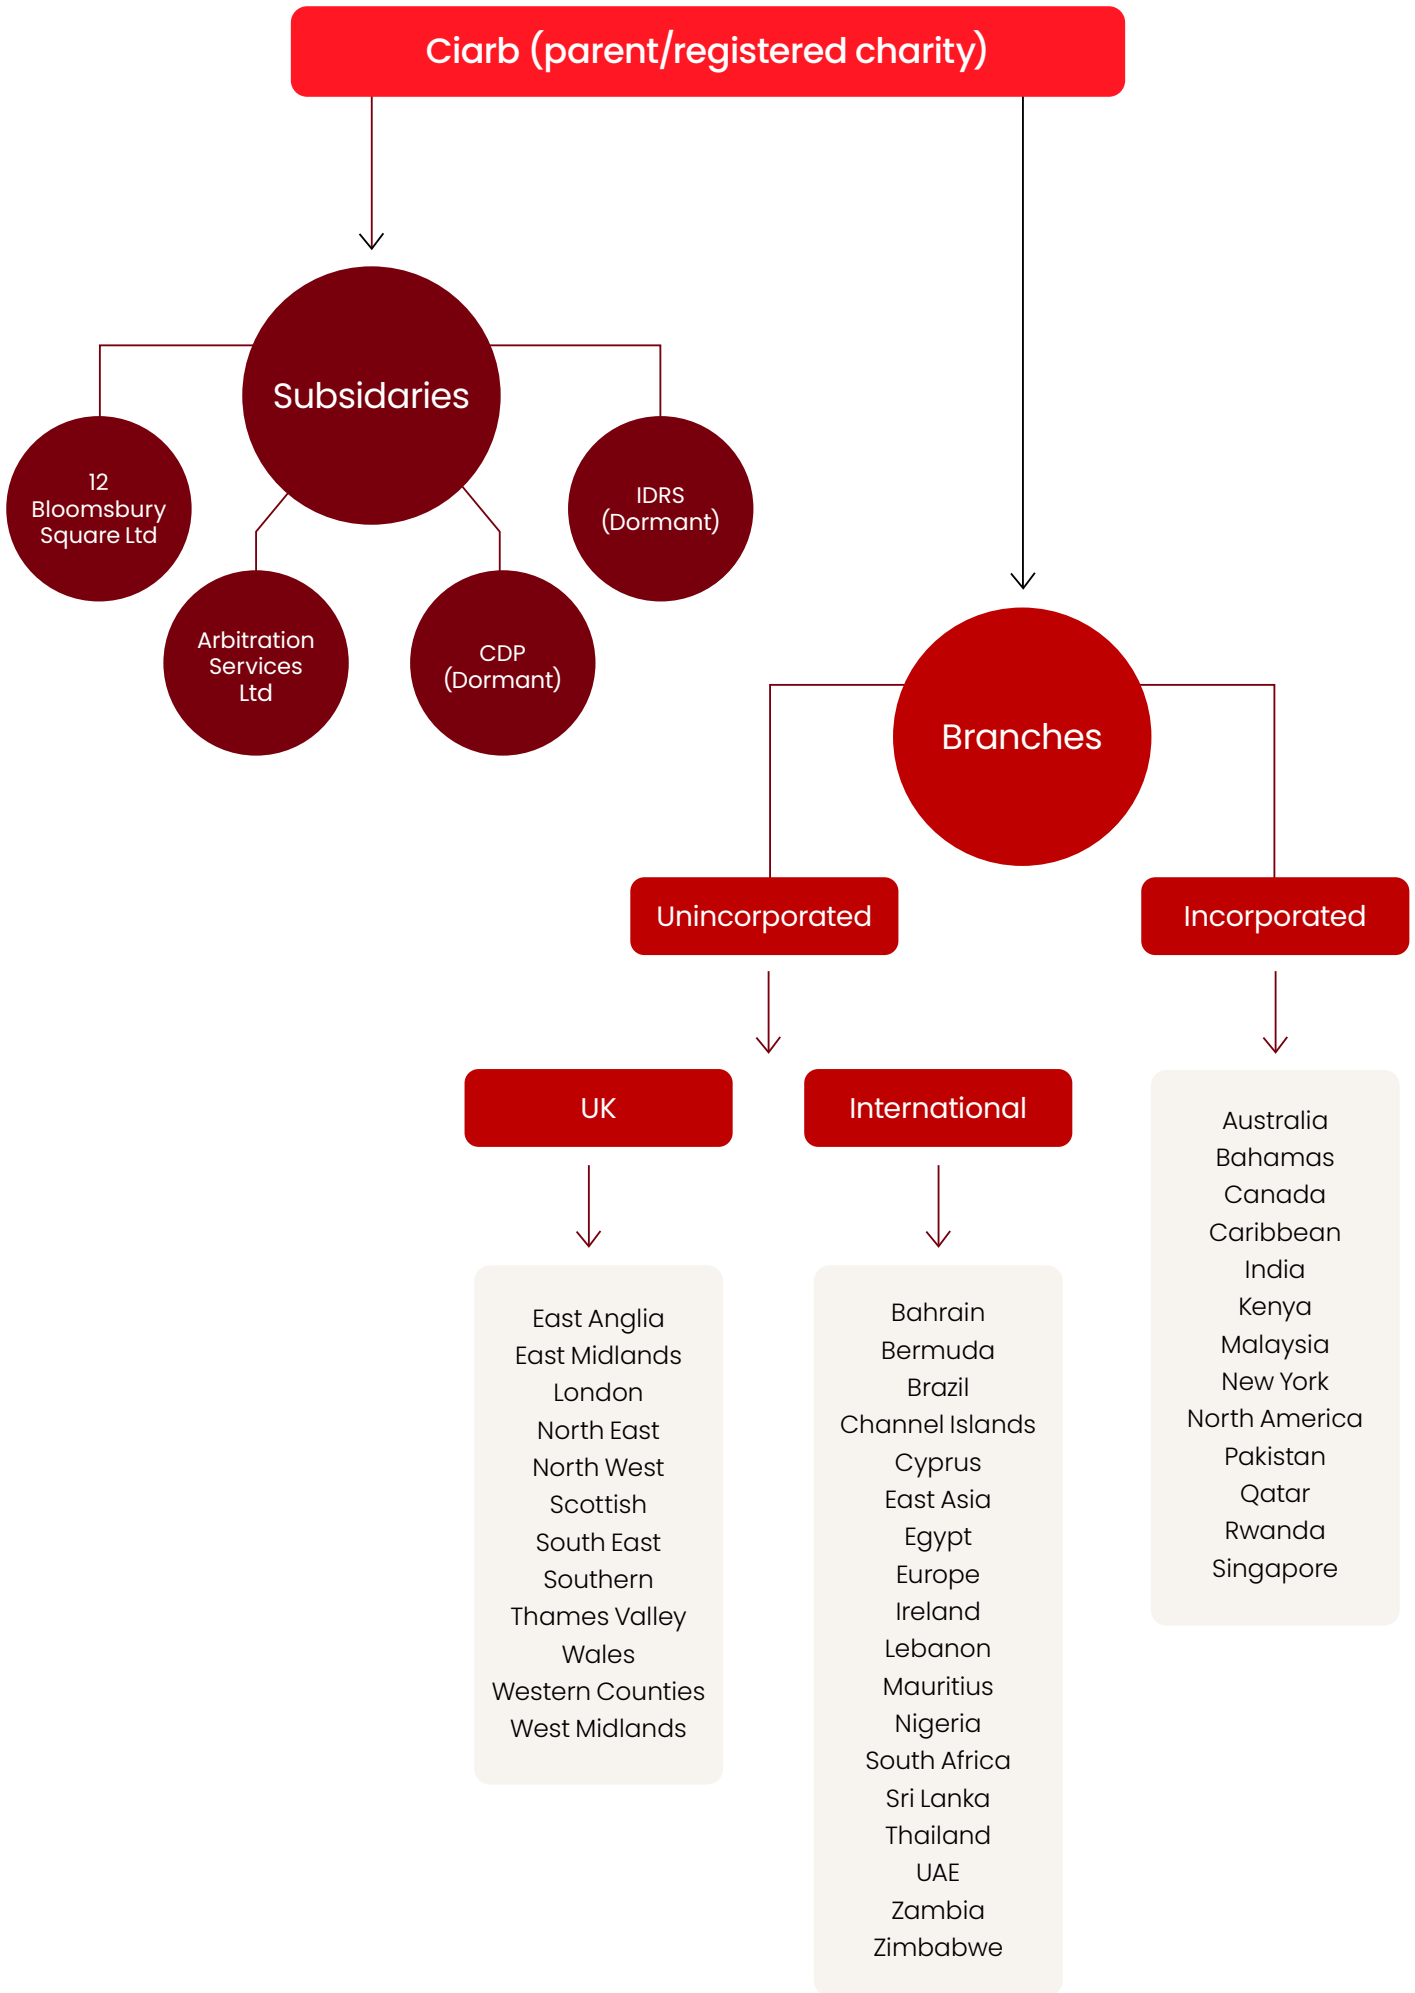 Ciarb (parent/registered charity)
Subsidaries
12
Bloomsbury
Square Ltd
Arbitration
Services
Ltd
CDP
(Dormant)
IDRS
(Dormant)
Branches
Unincorporated
Incorporated
UK
International
East Anglia
East Midlands
London
North East
North West
Scottish
South East
Southern
Thames Valley
Wales
Western Counties
West Midlands
Bahrain
Bermuda
Brazil
Channel Islands
Cyprus
East Asia
Egypt
Europe
Ireland
Lebanon
Mauritius
Nigeria
South Africa
Sri Lanka
Thailand
UAE
Zambia
Zimbabwe
Australia
Bahamas
Canada
Caribbean
India
Kenya
Malaysia
New York
North America
Pakistan
Qatar
Rwanda
Singapore